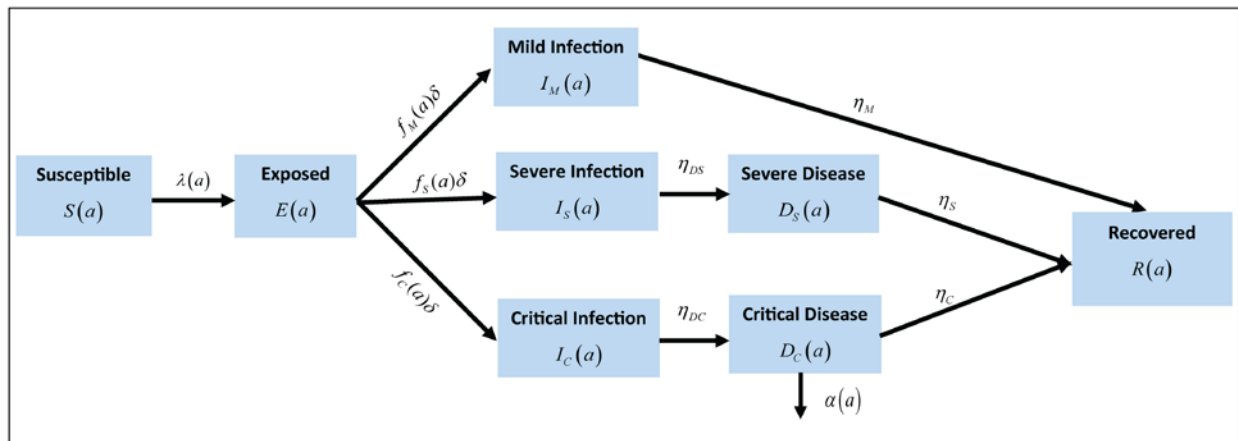 Mild Infection
I_M(a)
η_M
f_M(a)δ
Susceptible
S(a)
λ(a)
Exposed
E(a)
f_S(a)δ
Severe Infection
I_S(a)
η_DS
Severe Disease
D_S(a)
η_S
Recovered
R(a)
f_C(a)δ
Critical Infection
I_C(a)
η_DC
Critical Disease
D_C(a)
η_C
α(a)